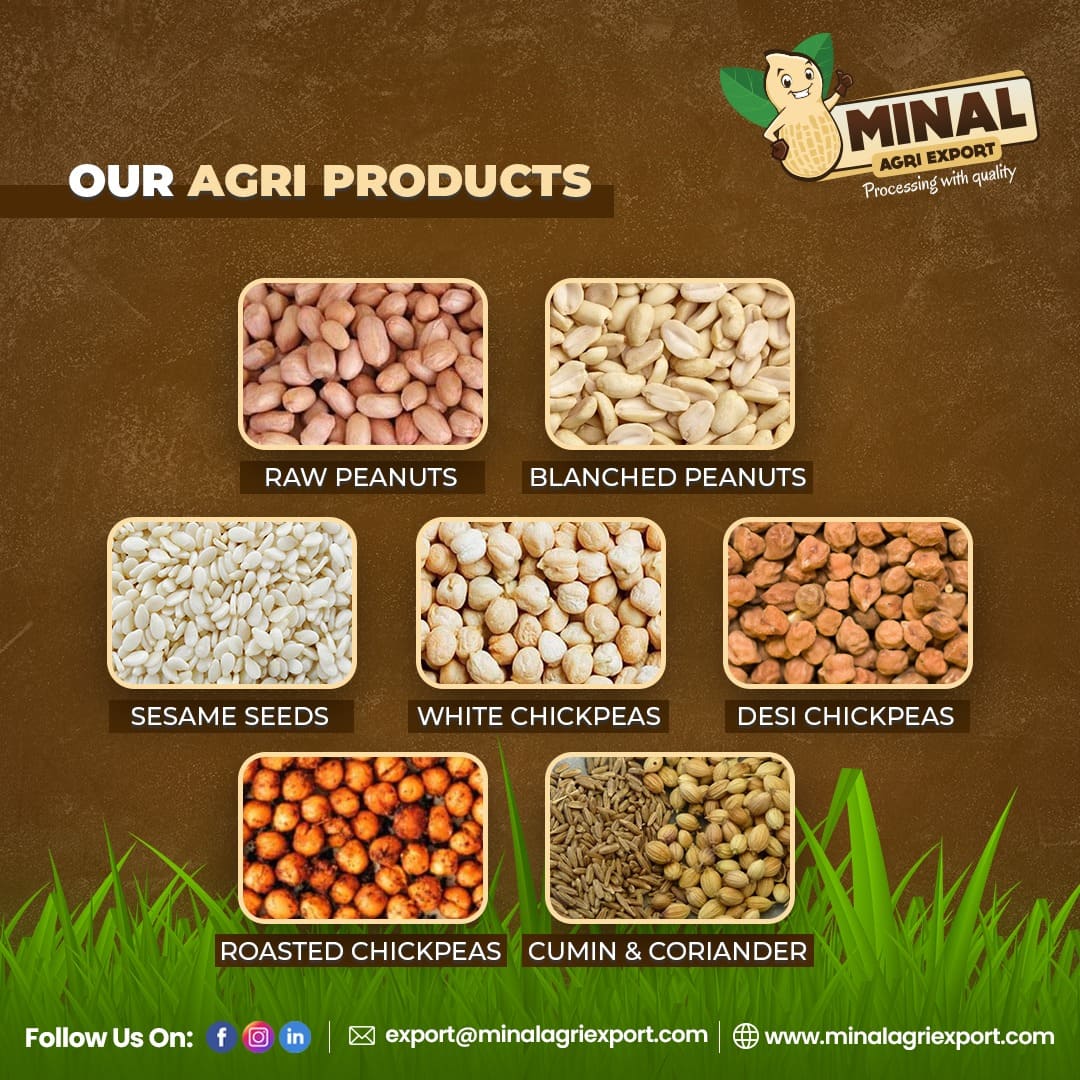 MINAL
AGRI EXPORT
Processing with quality
OUR AGRI PRODUCTS
RAW PEANUTS
BLANCHED PEANUTS
SESAME SEEDS
WHITE CHICKPEAS
DESI CHICKPEAS
ROASTED CHICKPEAS
CUMIN & CORIANDER
Follow Us On: f in export@minalagriexport.com www.minalagriexport.com